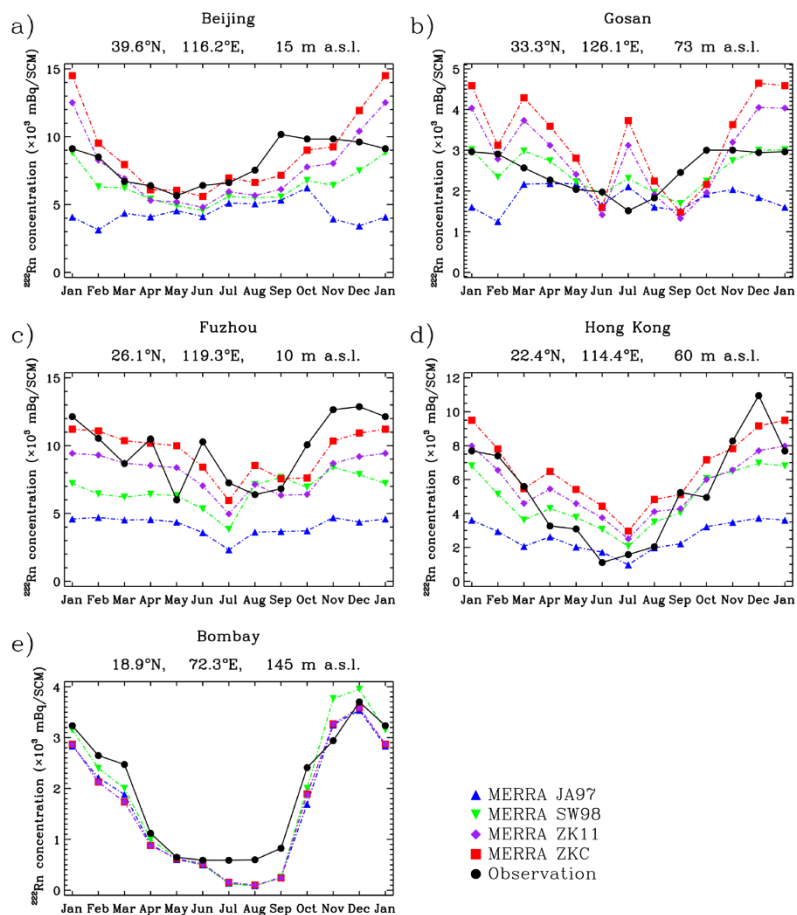 a)
Beijing
39.6°N, 116.2°E, 15 m a.s.l.
²²²Rn concentration (×10³ mBq/SCM)
15
10
5
0
Jan Feb Mar Apr May Jun Jul Aug Sep Oct Nov Dec Jan
b)
Gosan
33.3°N, 126.1°E, 73 m a.s.l.
²²²Rn concentration (×10³ mBq/SCM)
5
4
3
2
1
0
Jan Feb Mar Apr May Jun Jul Aug Sep Oct Nov Dec Jan
c)
Fuzhou
26.1°N, 119.3°E, 10 m a.s.l.
²²²Rn concentration (×10³ mBq/SCM)
15
10
5
0
Jan Feb Mar Apr May Jun Jul Aug Sep Oct Nov Dec Jan
d)
Hong Kong
22.4°N, 114.4°E, 60 m a.s.l.
²²²Rn concentration (×10³ mBq/SCM)
12
10
8
6
4
2
0
Jan Feb Mar Apr May Jun Jul Aug Sep Oct Nov Dec Jan
e)
Bombay
18.9°N, 72.3°E, 145 m a.s.l.
²²²Rn concentration (×10³ mBq/SCM)
4
3
2
1
0
Jan Feb Mar Apr May Jun Jul Aug Sep Oct Nov Dec Jan
MERRA JA97
MERRA SW98
MERRA ZK11
MERRA ZKC
Observation